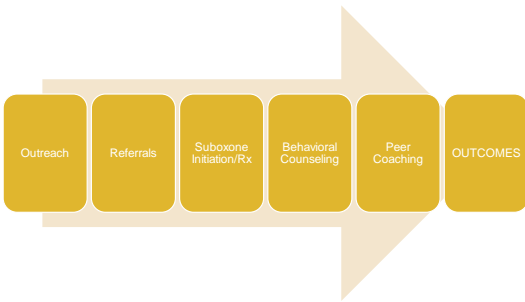 Outreach
Referrals
Suboxone
Initiation/Rx
Behavioral
Counseling
Peer
Coaching
OUTCOMES